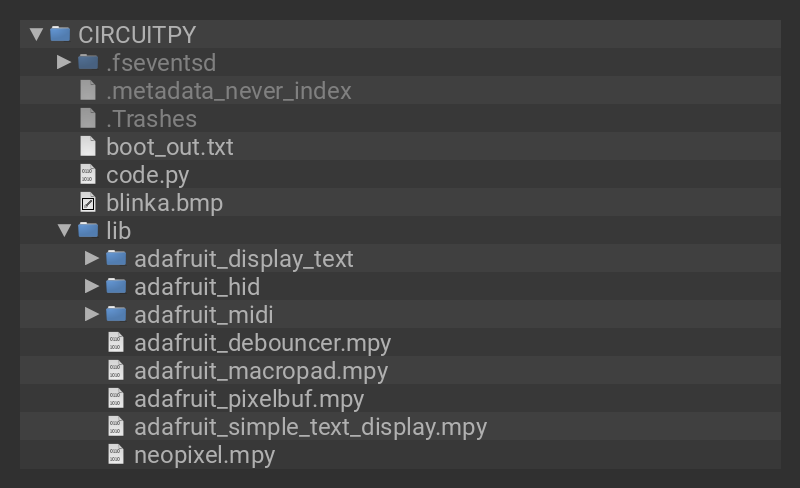 CIRCUITPY
.fseventsd
.metadata_never_index
.Trashes
boot_out.txt
code.py
blinka.bmp
lib
adafruit_display_text
adafruit_hid
adafruit_midi
adafruit_debouncer.mpy
adafruit_macropad.mpy
adafruit_pixelbuf.mpy
adafruit_simple_text_display.mpy
neopixel.mpy